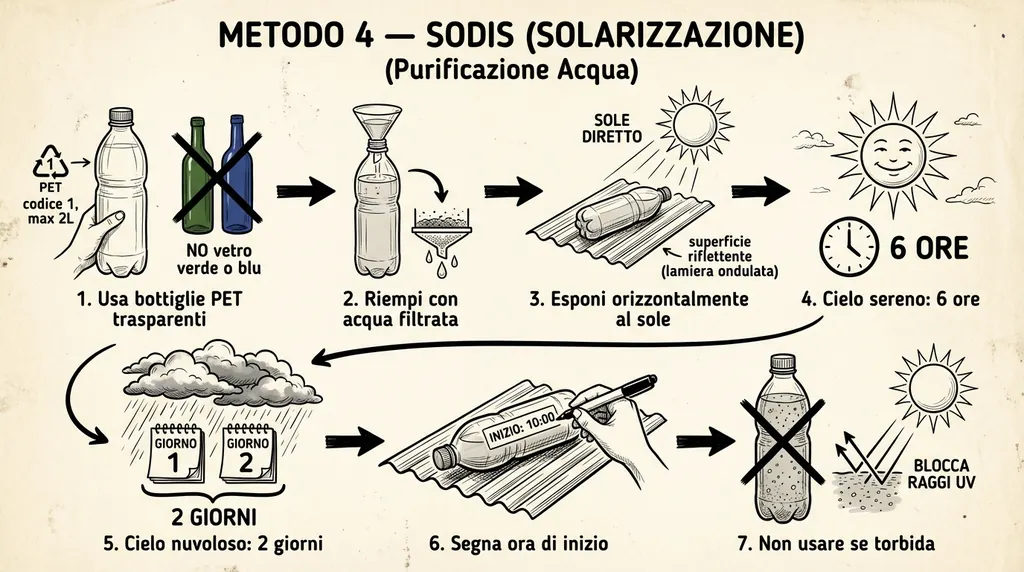 METODO 4 — SODIS (SOLARIZZAZIONE)
(Purificazione Acqua)
1
PET
codice 1,
max 2L
NO vetro
verde o blu
1. Usa bottiglie PET
trasparenti
2. Riempi con
acqua filtrata
SOLE
DIRETTO
superficie
riflettente
(lamiera ondulata)
3. Esponi orizzontalmente
al sole
6 ORE
4. Cielo sereno: 6 ore
GIORNO
1
GIORNO
2
2 GIORNI
5. Cielo nuvoloso: 2 giorni
INIZIO: 10:00
6. Segna ora di inizio
BLOCCA
RAGGI UV
7. Non usare se torbida